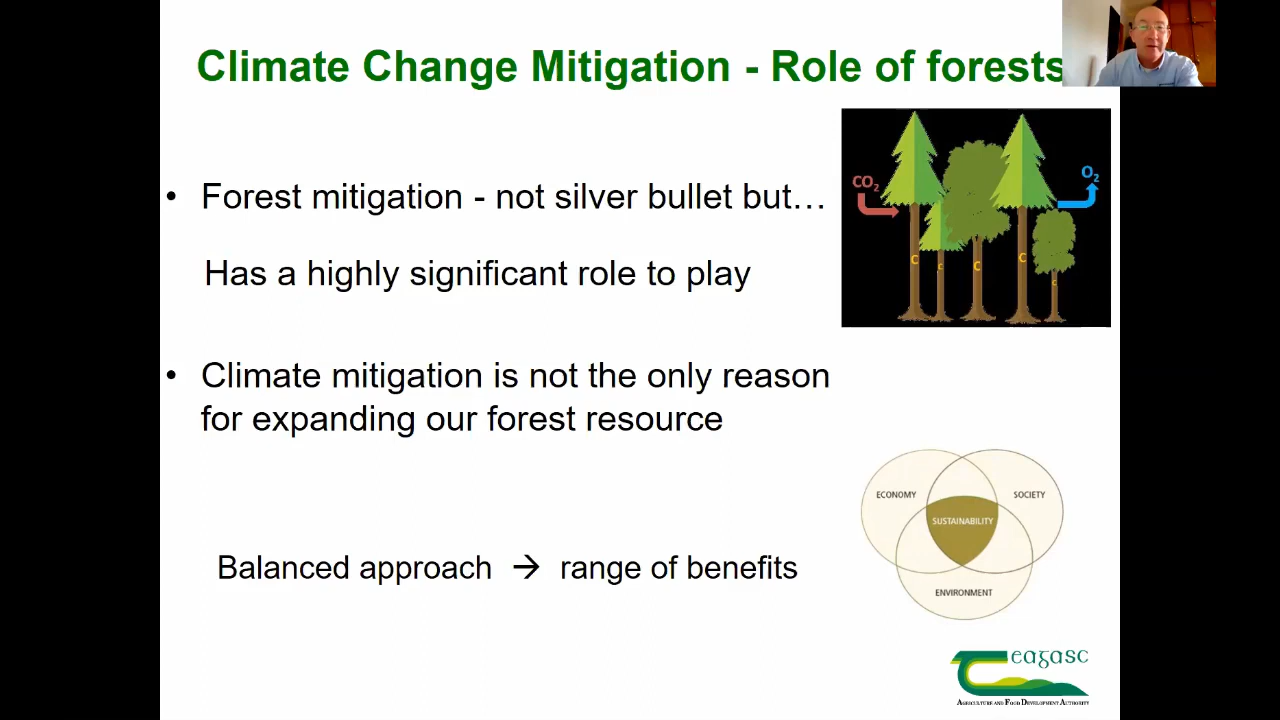 Climate Change Mitigation - Role of forests
• Forest mitigation - not silver bullet but…
Has a highly significant role to play
CO2
O2
C
C
C
C
C
• Climate mitigation is not the only reason
for expanding our forest resource
ECONOMY
SOCIETY
SUSTAINABILITY
ENVIRONMENT
Balanced approach → range of benefits
teagasc
AGRICULTURE AND FOOD DEVELOPMENT AUTHORITY